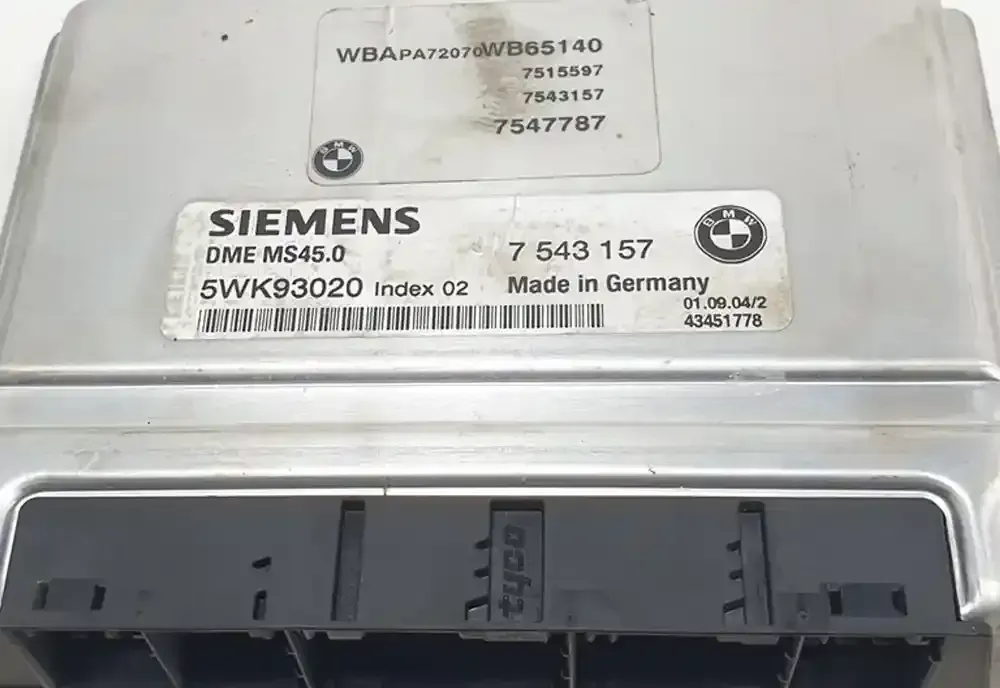 WBAPA72070WB65140
7515597
7543157
7547787
BMW
SIEMENS
DME MS45.0
7 543 157
BMW
5WK93020 Index 02
Made in Germany
01.09.04/2
43451778
tyco